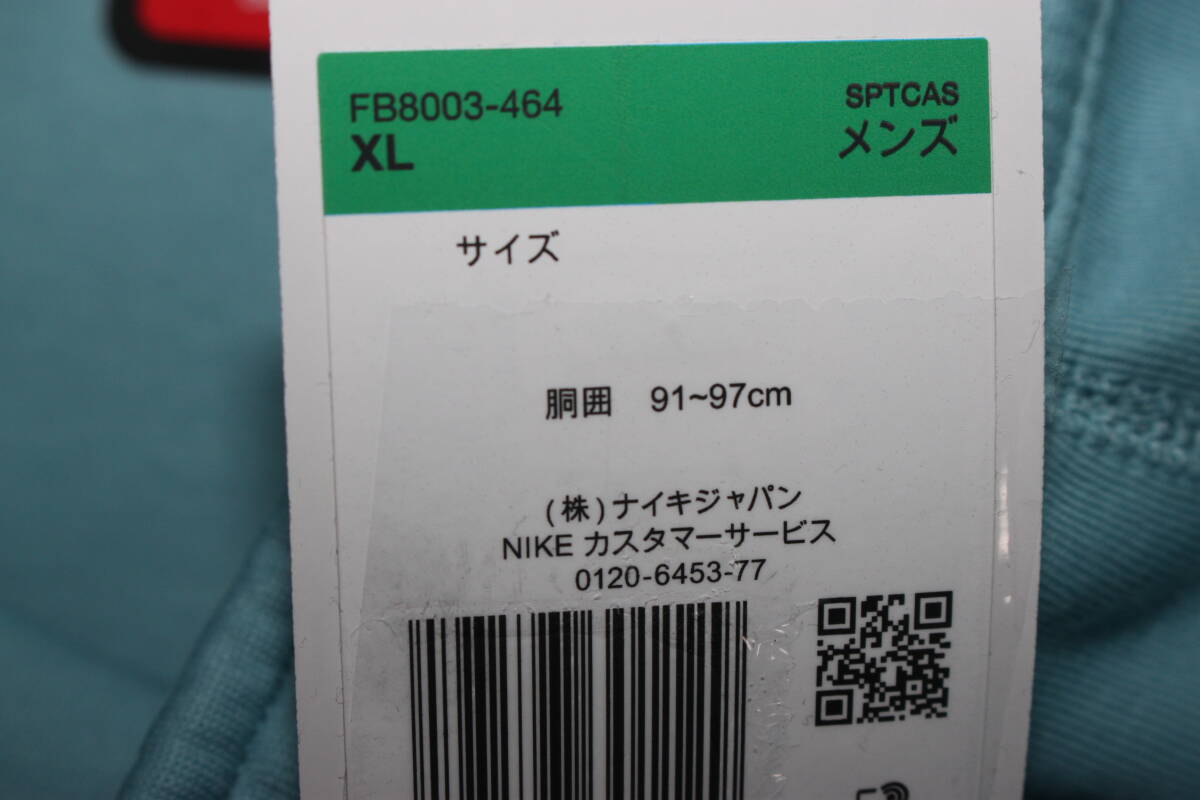 FB8003-464
SPTCAS
XL
メンズ
サイズ
胴囲 91~97cm
(株)ナイキジャパン
NIKE カスタマーサービス
0120-6453-77